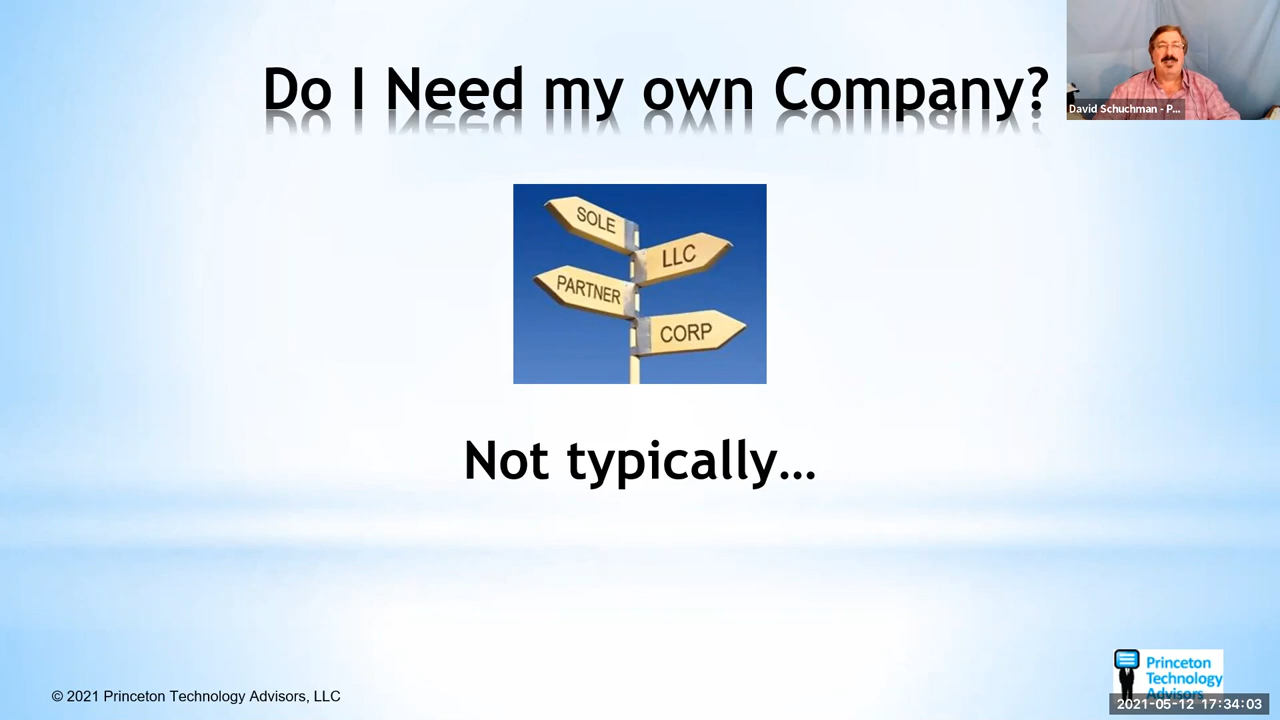 Do I Need my own Company?
David Schuchman - P...
SOLE
LLC
PARTNER
CORP
Not typically...
Princeton
Technology
Advisors
© 2021 Princeton Technology Advisors, LLC
2021-05-12 17:34:03